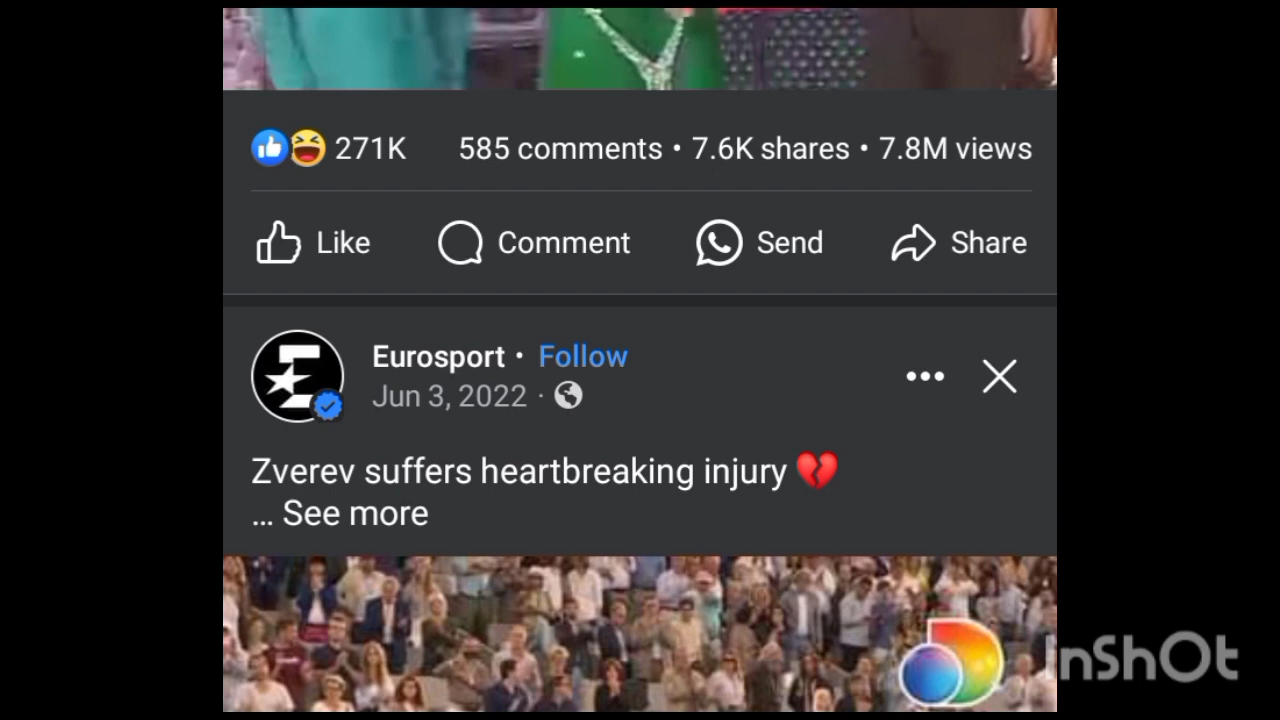 271K 585 comments • 7.6K shares • 7.8M views
Like Comment Send Share
Eurosport • Follow
Jun 3, 2022 ·
Zverev suffers heartbreaking injury 💔
... See more
InShOt